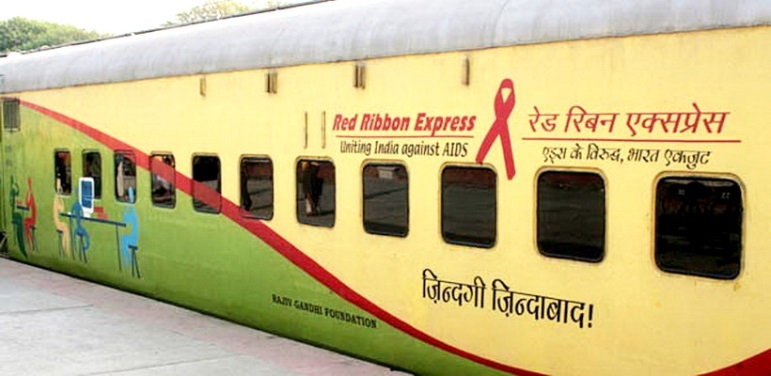 Red Ribbon Express
Uniting India against AIDS
रेड रिबन एक्सप्रेस
एड्स के विरुद्ध, भारत एकजुट
ज़िन्दगी ज़िन्दाबाद!
RAJIV GANDHI FOUNDATION